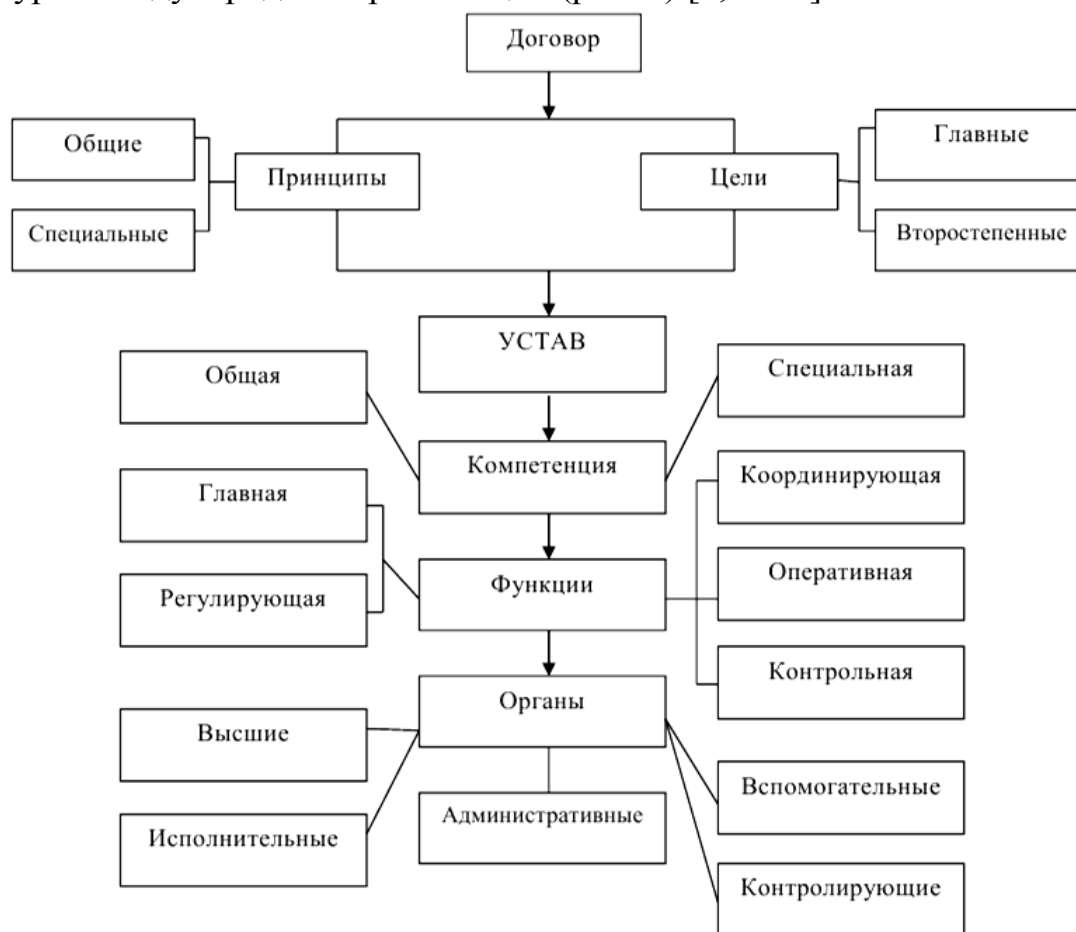 Договор
Общие
Главные
Принципы
Цели
Специальные
Второстепенные
УСТАВ
Общая
Специальная
Компетенция
Координирующая
Главная
Функции
Оперативная
Регулирующая
Контрольная
Органы
Высшие
Вспомогательные
Административные
Исполнительные
Контролирующие